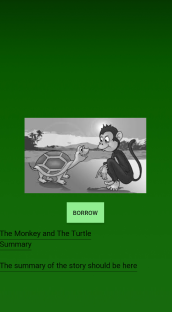 BORROW
The Monkey and The Turtle
Summary
The summary of the story should be here